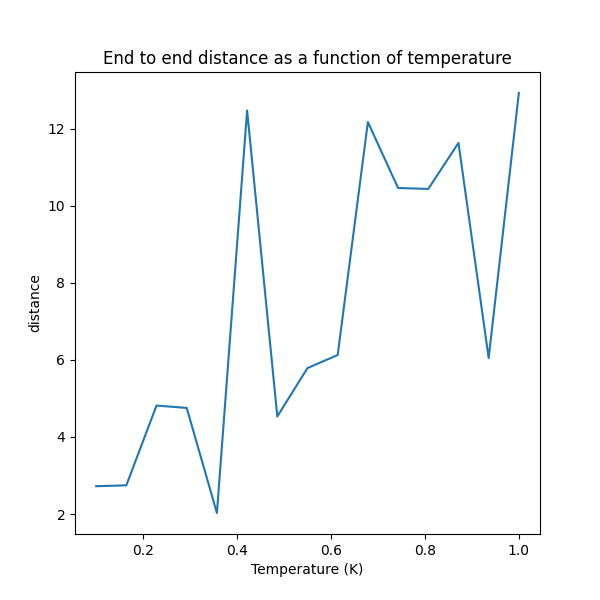 End to end distance as a function of temperature
12
10
8
6
4
2
distance
0.2 0.4 0.6 0.8 1.0
Temperature (K)